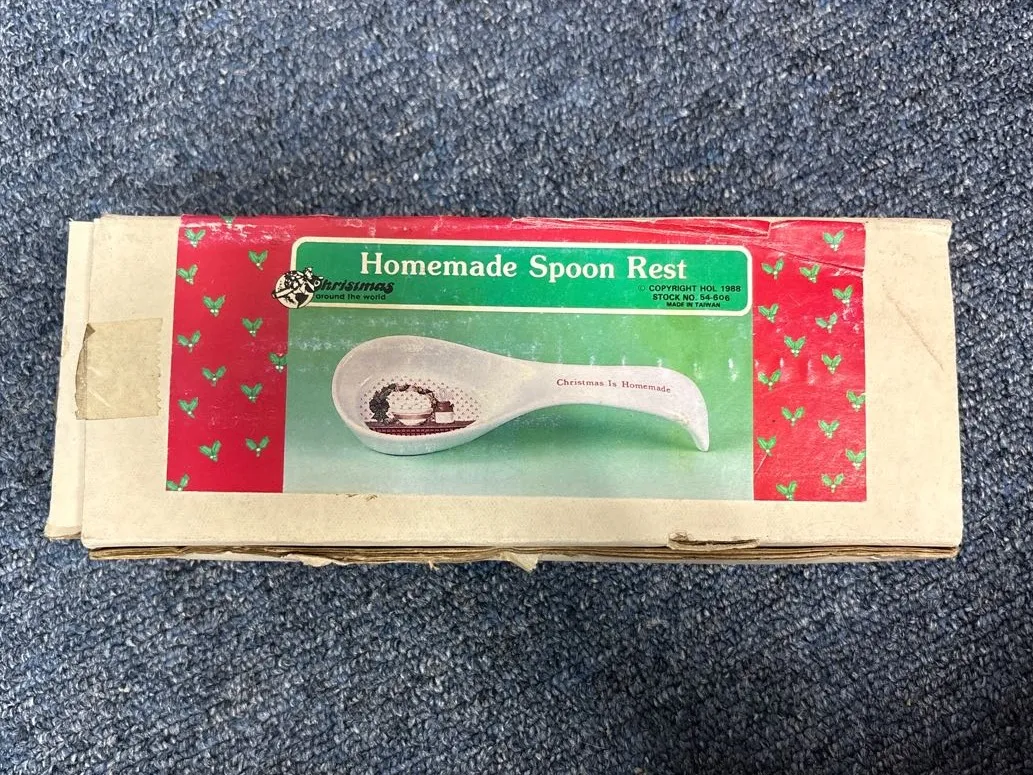 Homemade Spoon Rest
Christmas
around the world
© COPYRIGHT HOL 1988
STOCK NO. 54-606
MADE IN TAIWAN
Christmas Is Homemade